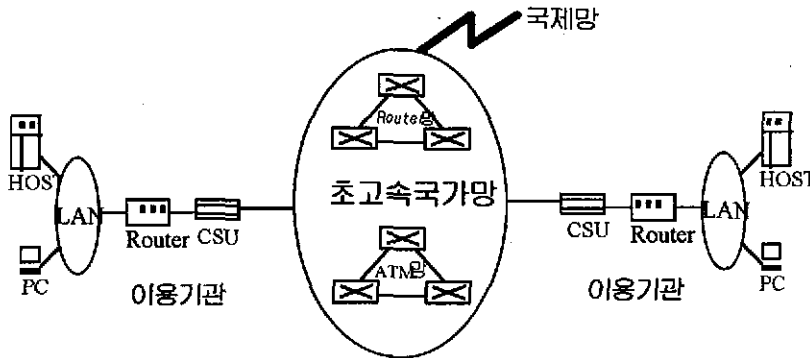 국제망
Route망
HOST
LAN
Router
CSU
PC
이용기관
초고속국가망
ATM망
CSU
Router
LAN
HOST
PC
이용기관